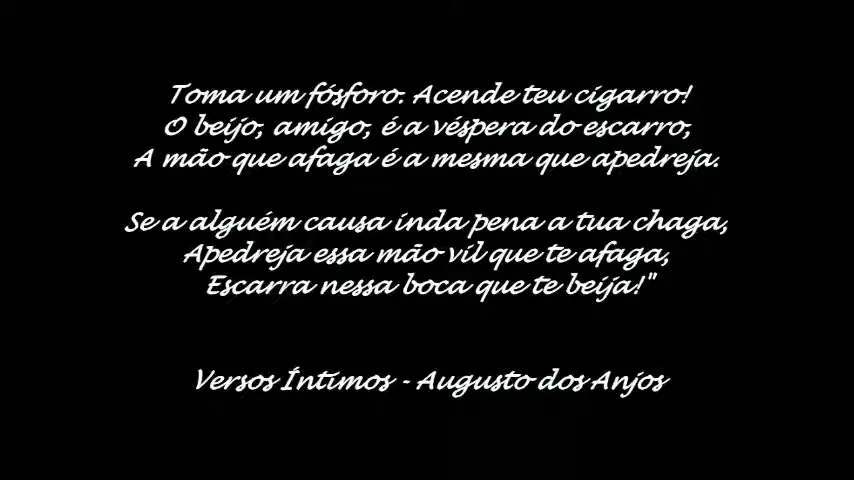 Toma um fósforo. Acende teu cigarro!
O beijo, amigo, é a véspera do escarro,
A mão que afaga é a mesma que apedreja.
Se a alguém causa inda pena a tua chaga,
Apedreja essa mão vil que te afaga,
Escarra nessa boca que te beija!"
Versos Íntimos - Augusto dos Anjos